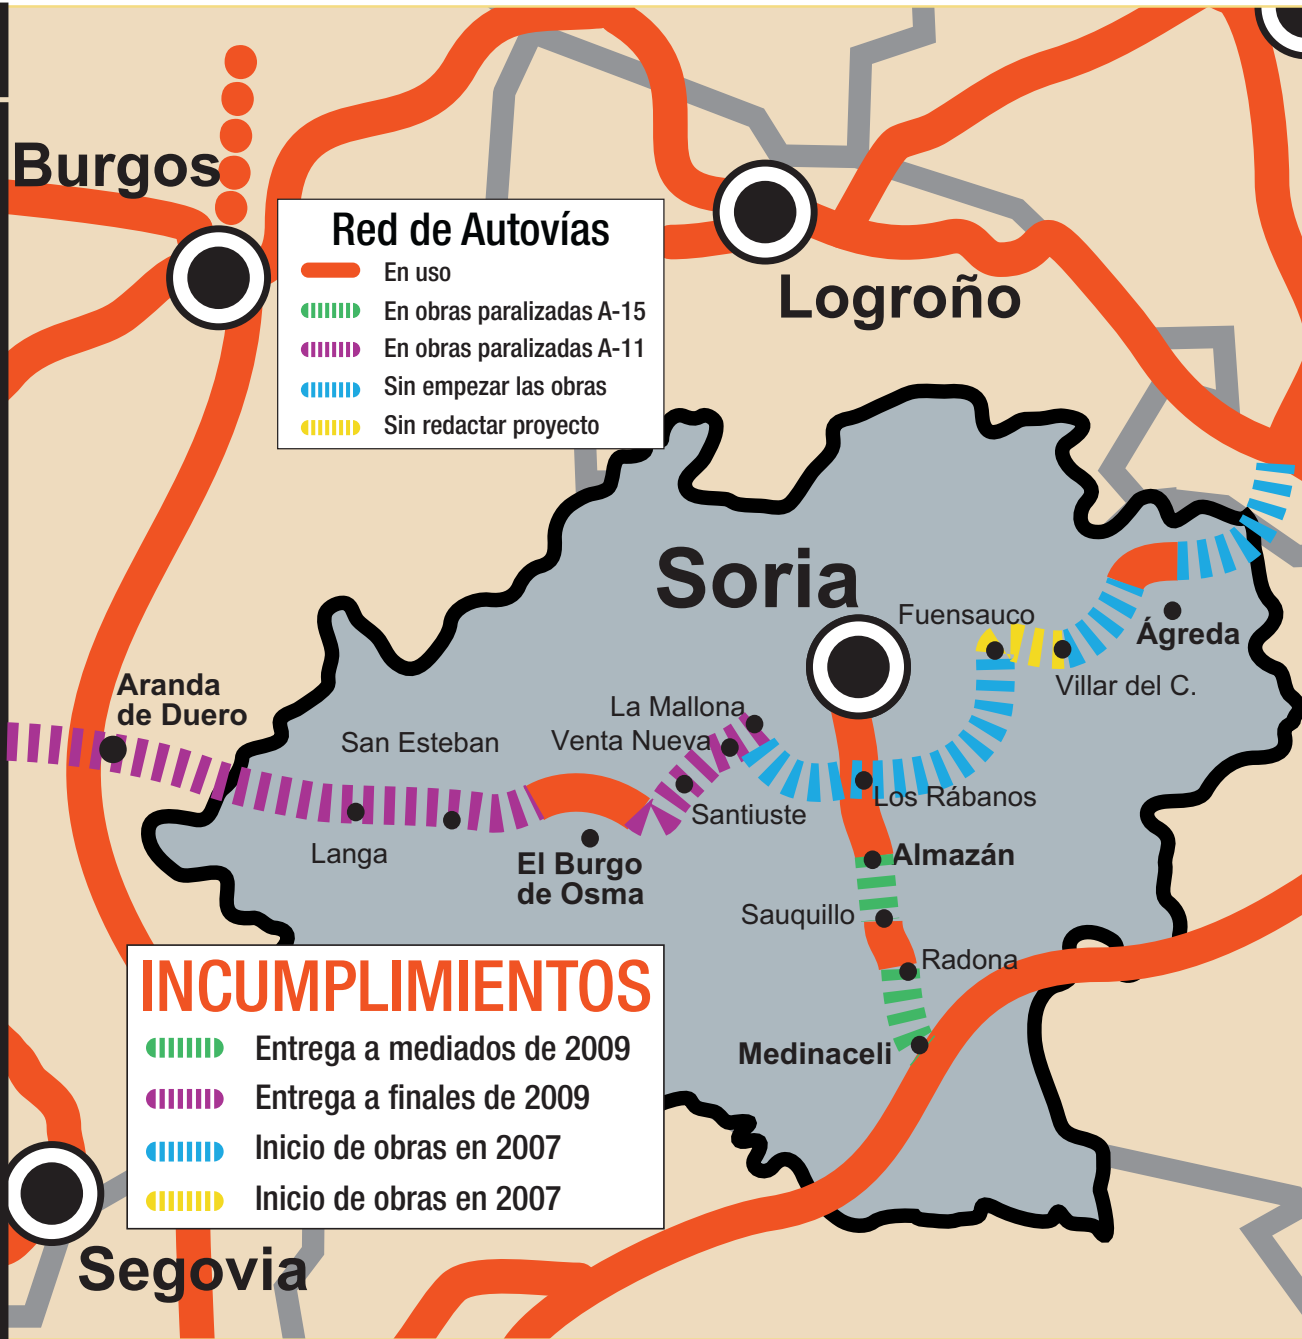 Burgos
Red de Autovías
En uso
En obras paralizadas A-15
En obras paralizadas A-11
Sin empezar las obras
Sin redactar proyecto
Logroño
Soria
Fuensauco
Ágreda
Villar del C.
Aranda
de Duero
La Mallona
San Esteban
Venta Nueva
Los Rábanos
Santiuste
Langa
El Burgo
de Osma
Almazán
Sauquillo
Radona
Medinaceli
INCUMPLIMIENTOS
Entrega a mediados de 2009
Entrega a finales de 2009
Inicio de obras en 2007
Inicio de obras en 2007
Segovia